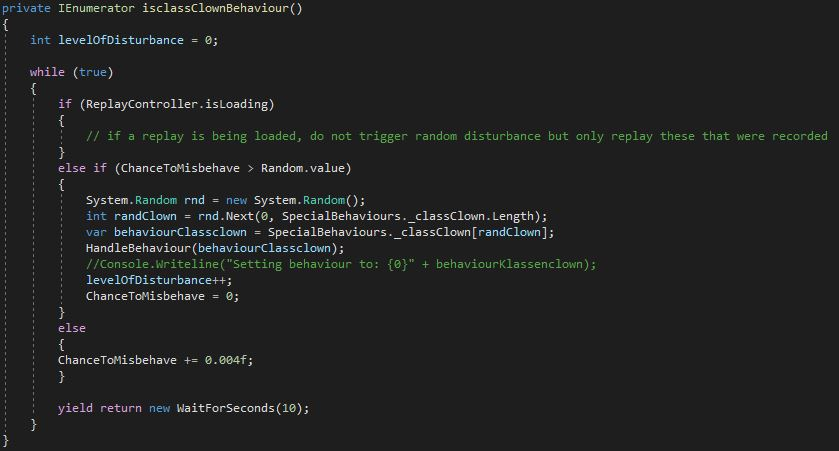 private IEnumerator isclassClownBehaviour()
{
    int levelOfDisturbance = 0;

    while (true)
    {
        if (ReplayController.isLoading)
        {
            // if a replay is being loaded, do not trigger random disturbance but only replay these that were recorded
        }
        else if (ChanceToMisbehave > Random.value)
        {
            System.Random rnd = new System.Random();
            int randClown = rnd.Next(0, SpecialBehaviours._classClown.Length);
            var behaviourClassclown = SpecialBehaviours._classClown[randClown];
            HandleBehaviour(behaviourClassclown);
            //Console.Writeline("Setting behaviour to: {0}" + behaviourKlassenclown);
            levelOfDisturbance++;
            ChanceToMisbehave = 0;
        }
        else
        {
        ChanceToMisbehave += 0.004f;
        }

        yield return new WaitForSeconds(10);
    }
}